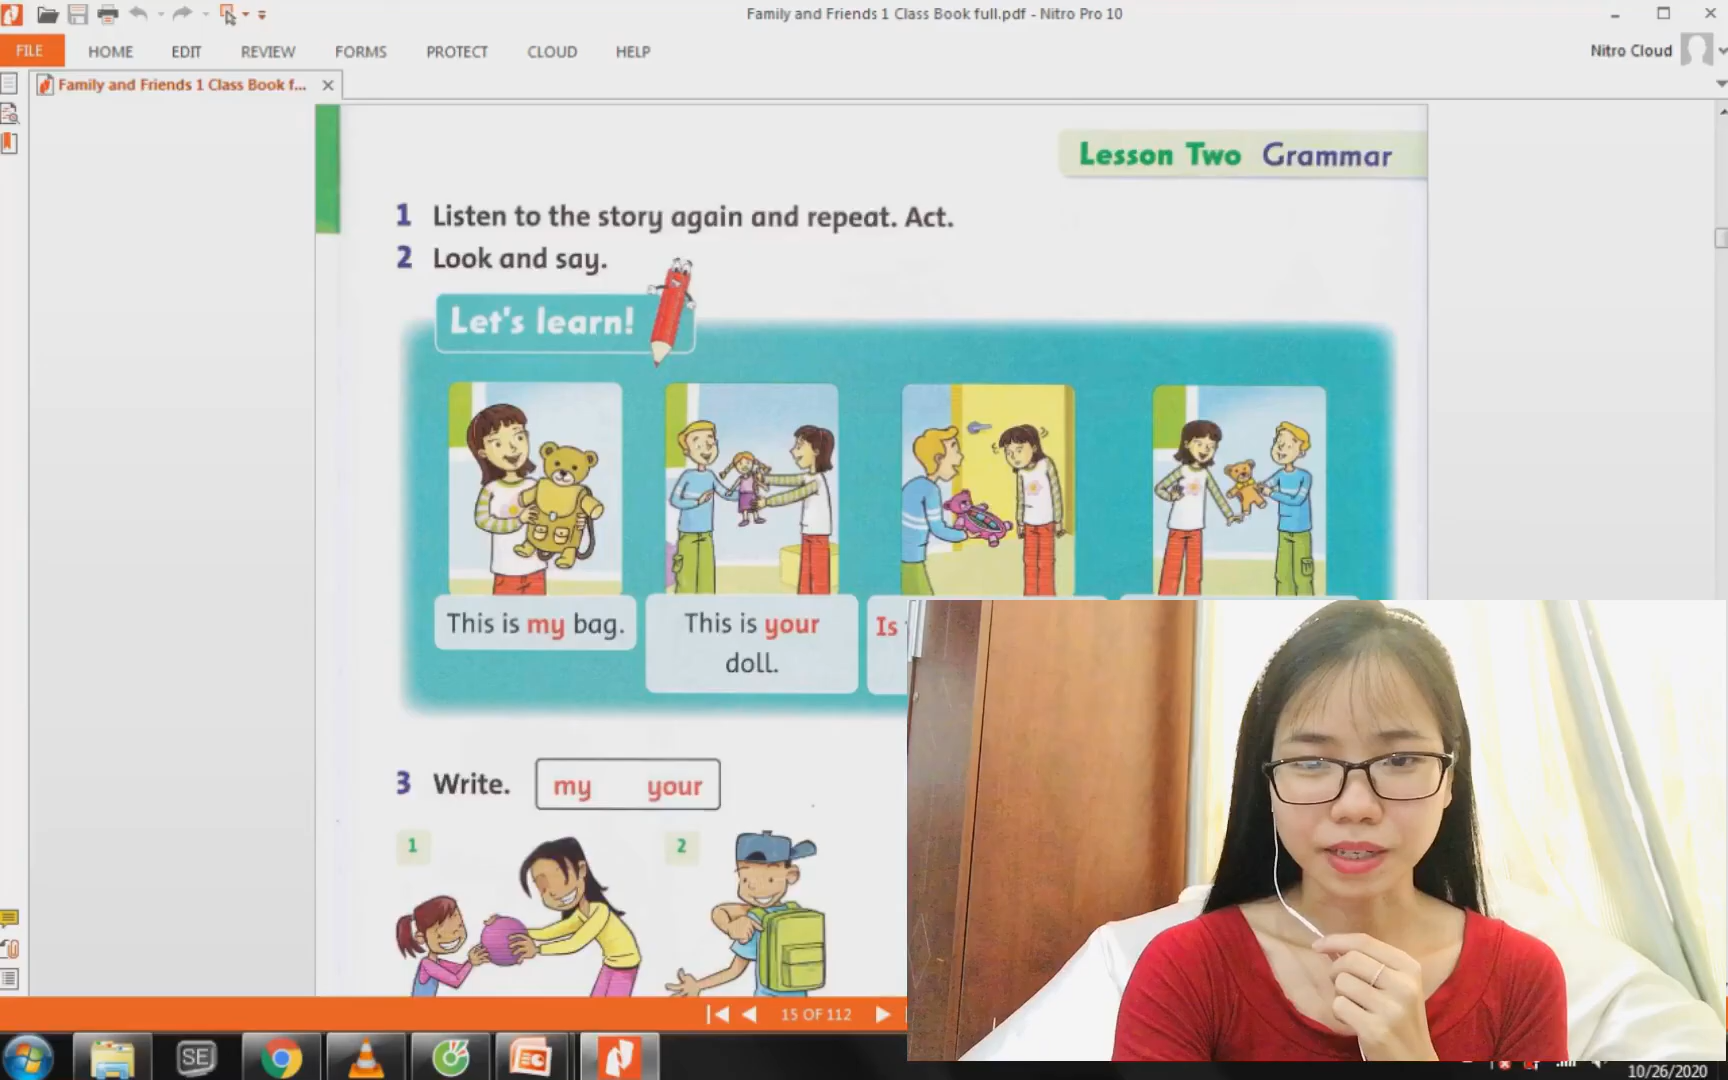 Family and Friends 1 Class Book full.pdf - Nitro Pro 10
FILE HOME EDIT REVIEW FORMS PROTECT CLOUD HELP
Nitro Cloud
Family and Friends 1 Class Book f...
Lesson Two Grammar
1 Listen to the story again and repeat. Act.
2 Look and say.
Let's learn!
This is my bag.
This is your
doll.
Is
3 Write. my your
1
2
15 OF 112
SE
10/26/2020